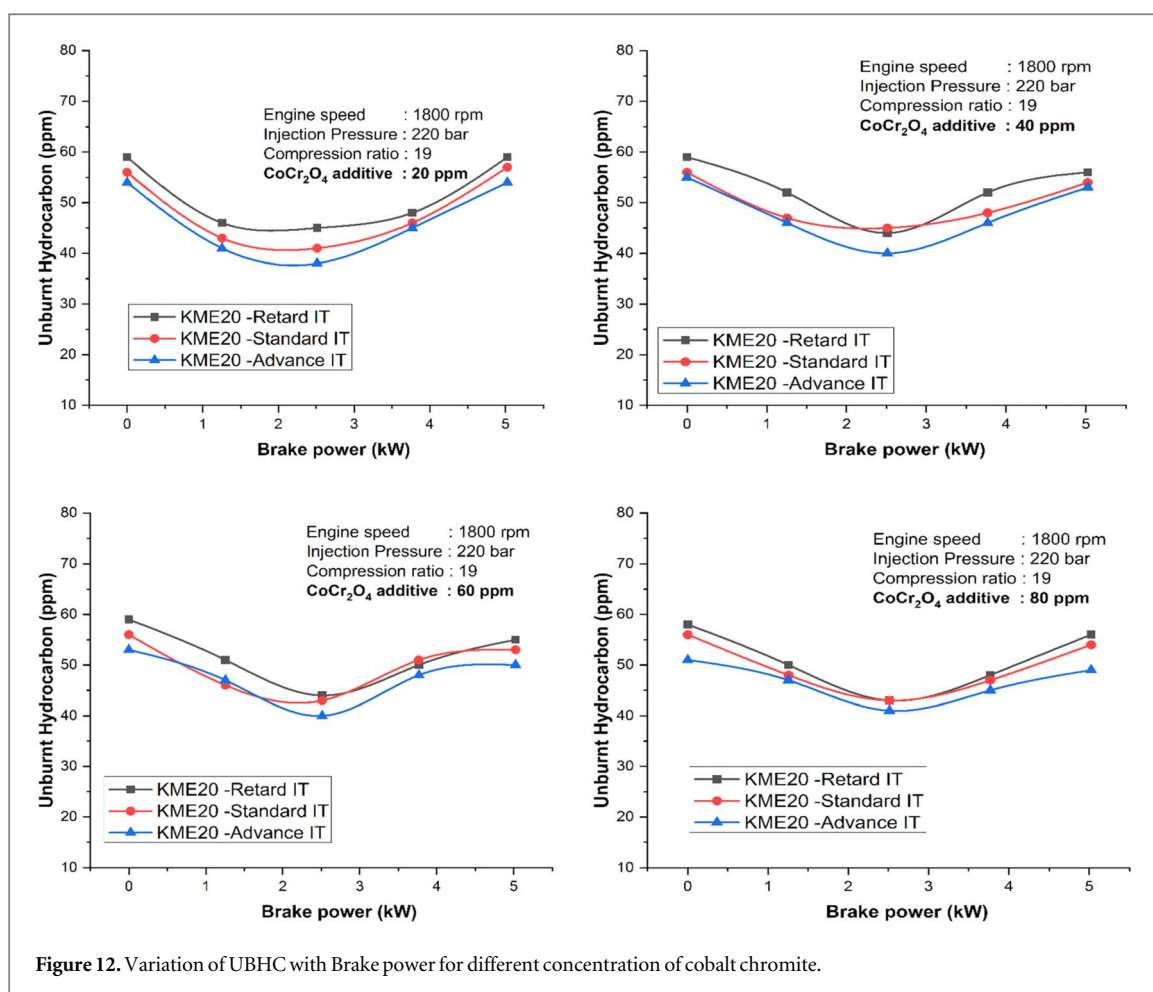 80
70
60
50
40
30
20
10
Unburnt Hydrocarbon (ppm)
Engine speed : 1800 rpm
Injection Pressure : 220 bar
Compression ratio : 19
CoCr₂O₄ additive : 20 ppm
KME20 -Retard IT
KME20 -Standard IT
KME20 -Advance IT
0 1 2 3 4 5
Brake power (kW)
80
70
60
50
40
30
20
10
Unburnt Hydrocarbon (ppm)
Engine speed : 1800 rpm
Injection Pressure : 220 bar
Compression ratio : 19
CoCr₂O₄ additive : 40 ppm
KME20 -Retard IT
KME20 -Standard IT
KME20 -Advance IT
0 1 2 3 4 5
Brake power (kW)
80
70
60
50
40
30
20
10
Unburnt Hydrocarbon (ppm)
Engine speed : 1800 rpm
Injection Pressure : 220 bar
Compression ratio : 19
CoCr₂O₄ additive : 60 ppm
KME20 -Retard IT
KME20 -Standard IT
KME20 -Advance IT
0 1 2 3 4 5
Brake power (kW)
80
70
60
50
40
30
20
10
Unburnt Hydrocarbon (ppm)
Engine speed : 1800 rpm
Injection Pressure : 220 bar
Compression ratio : 19
CoCr₂O₄ additive : 80 ppm
KME20 -Retard IT
KME20 -Standard IT
KME20 -Advance IT
0 1 2 3 4 5
Brake power (kW)
Figure 12. Variation of UBHC with Brake power for different concentration of cobalt chromite.